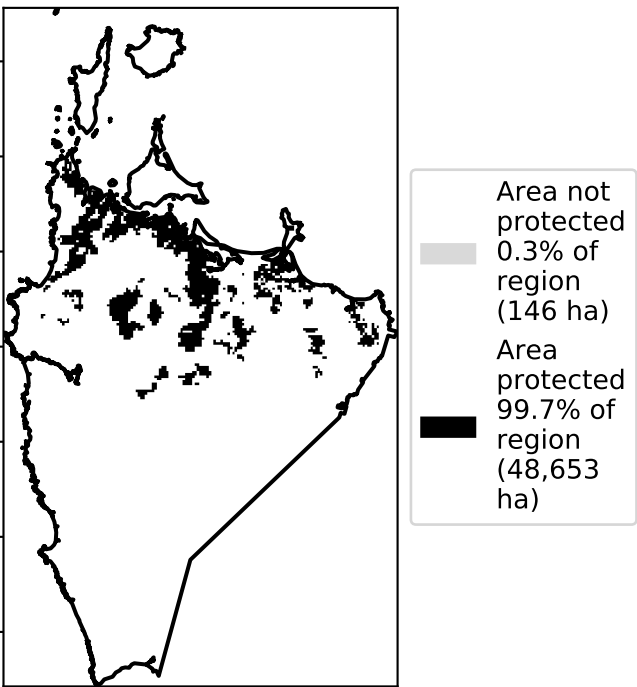 Area not
protected
0.3% of
region
(146 ha)
Area
protected
99.7% of
region
(48,653
ha)